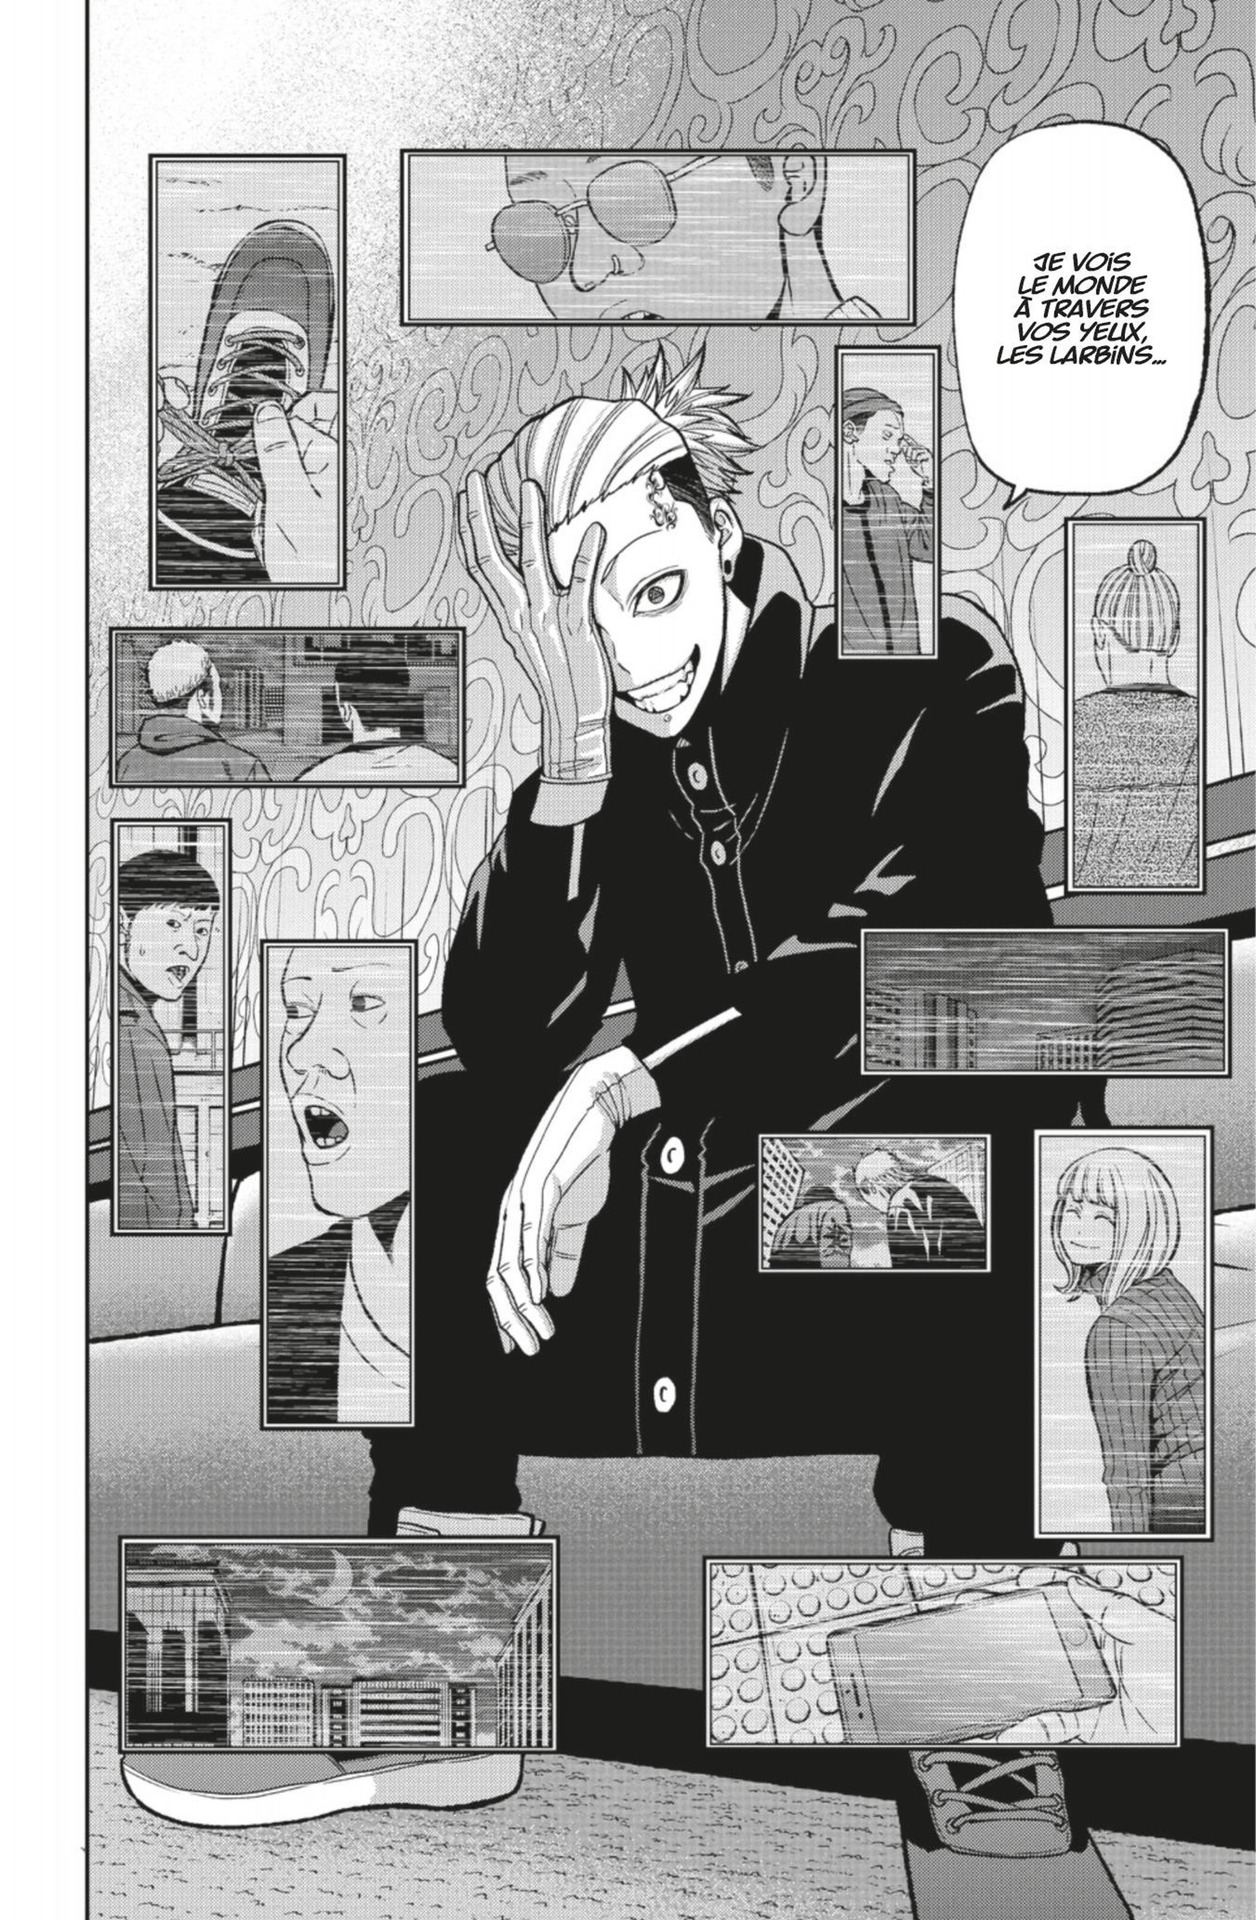 JE VOIS
LE MONDE
À TRAVERS
VOS YEUX,
LES LARBINS...